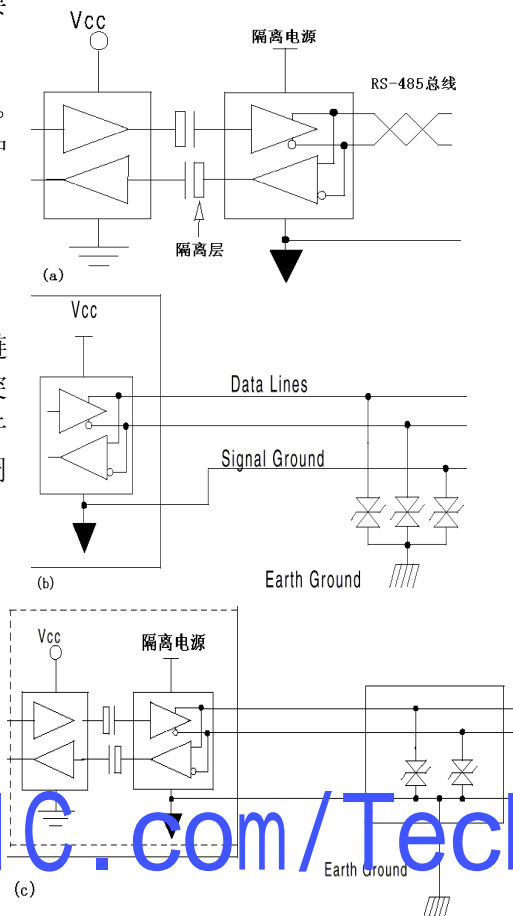 Vcc
隔离电源
RS-485总线
隔离层
(a)
Vcc
Data Lines
Signal Ground
(b)
Earth Ground
Vcc
隔离电源
C.com/Tech
Earth Ground
(c)